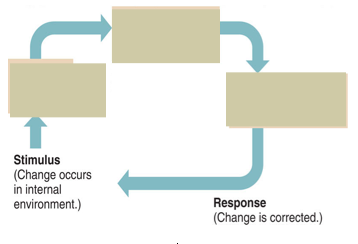 Stimulus
(Change occurs
in internal
environment.)
Response
(Change is corrected.)